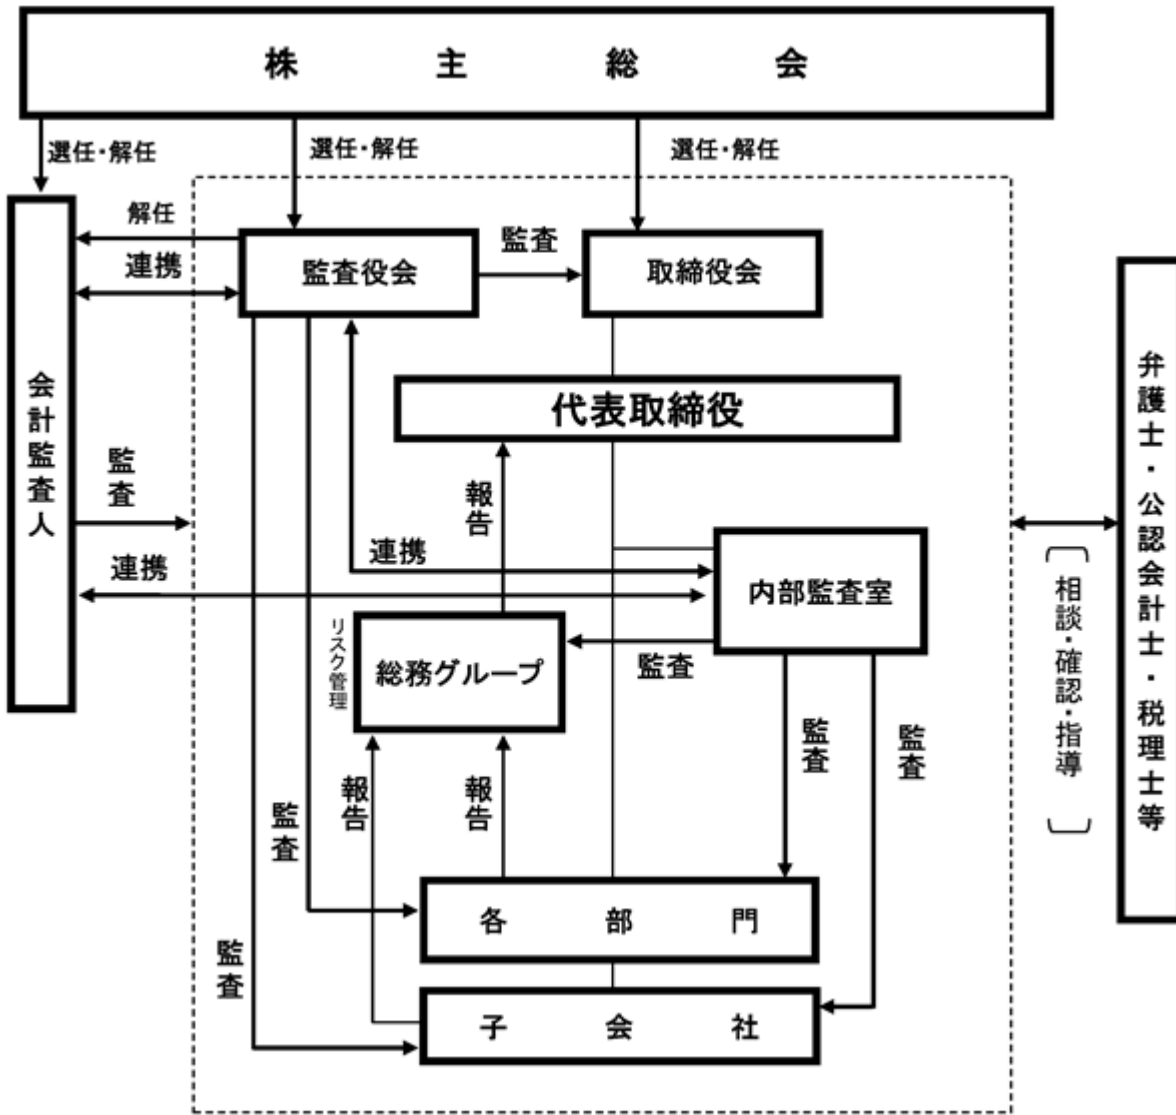 株主総会
選任・解任
選任・解任
選任・解任
解任
連携
監査役会
監査
取締役会
会計監査人
代表取締役
監査
報告
連携
連携
内部監査室
リスク管理
総務グループ
監査
監査
監査
報告
報告
監査
監査
各部門
子会社
相談・確認・指導
弁護士・公認会計士・税理士等